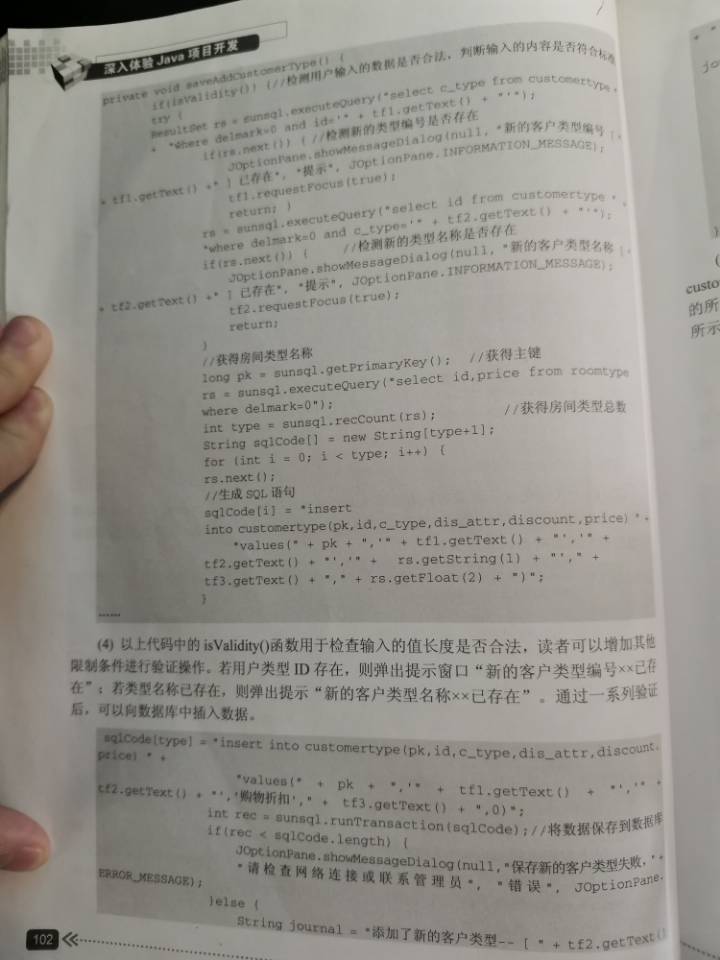 深入体验 Java 项目开发
private void saveAddCustomerType() {
if(isValidity()) {//检测用户输入的数据是否合法，判断输入的内容是否符合标准
try {
ResultSet rs = sunsql.executeQuery("select c_type from customertype "
+ "where delmark=0 and id='" + tf1.getText() + "'");
if(rs.next()) { //检测新的类型编号是否存在
JOptionPane.showMessageDialog(null, "新的客户类型编号 [ "
+ tf1.getText() +" ] 已存在", "提示", JOptionPane.INFORMATION_MESSAGE);
tf1.requestFocus(true);
return; }
rs = sunsql.executeQuery("select id from customertype " +
"where delmark=0 and c_type='" + tf2.getText() + "'");
if(rs.next()) { //检测新的类型名称是否存在
JOptionPane.showMessageDialog(null, "新的客户类型名称 [ "
+ tf2.getText() +" ] 已存在", "提示", JOptionPane.INFORMATION_MESSAGE);
tf2.requestFocus(true);
return;
}
//获得房间类型名称
long pk = sunsql.getPrimaryKey(); //获得主键
rs = sunsql.executeQuery("select id,price from roomtype
where delmark=0");
int type = sunsql.recCount(rs); //获得房间类型总数
String sqlCode[] = new String[type+1];
for (int i = 0; i < type; i++) {
rs.next();
//生成 SQL 语句
sqlCode[i] = "insert
into customertype(pk,id,c_type,dis_attr,discount,price) " +
"values(" + pk + ",'" + tf1.getText() + "','" +
tf2.getText() + "','" + rs.getString(1) + "'," +
tf3.getText() + "," + rs.getFloat(2) + ")";
}
……
(4) 以上代码中的 isValidity()函数用于检查输入的值长度是否合法，读者可以增加其他
限制条件进行验证操作。若用户类型 ID 存在，则弹出提示窗口“新的客户类型编号××已存
在”；若类型名称已存在，则弹出提示“新的客户类型名称××已存在”。通过一系列验证
后，可以向数据库中插入数据。
sqlCode[type] = "insert into customertype(pk,id,c_type,dis_attr,discount,
price) " +
"values(" + pk + ",'" + tf1.getText() + "','" +
tf2.getText() + "','购物折扣'," + tf3.getText() + ",0)";
int rec = sunsql.runTransaction(sqlCode);//将数据保存到数据库
if(rec < sqlCode.length) {
JOptionPane.showMessageDialog(null,"保存新的客户类型失败，"+
"请检查网络连接或联系管理员", "错误", JOptionPane.
ERROR_MESSAGE);
}else {
String journal = "添加了新的客户类型-- [ " + tf2.getText()
102
jo
}
(
custo
的所
所示